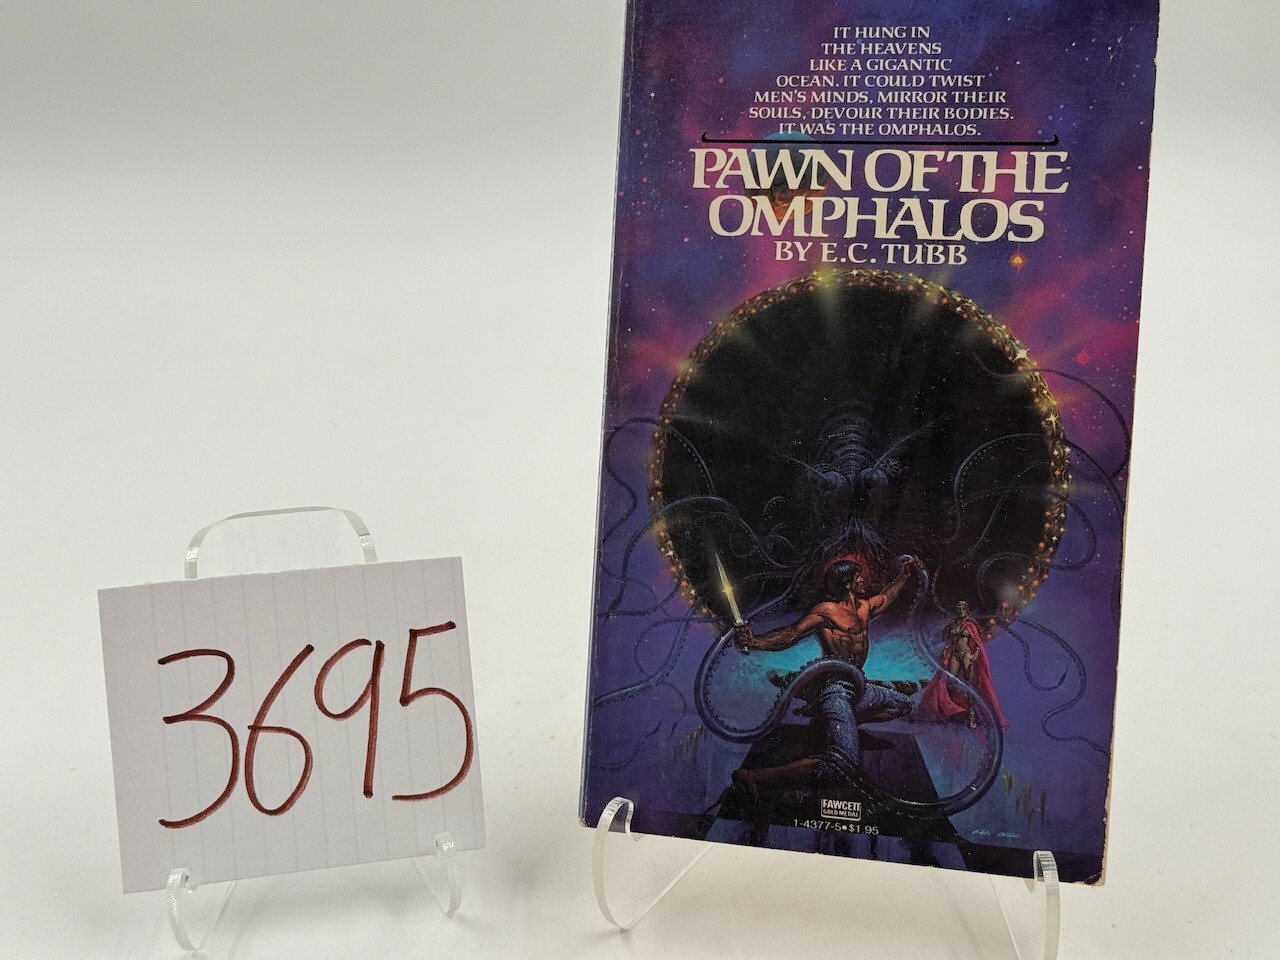 IT HUNG IN
THE HEAVENS
LIKE A GIGANTIC
OCEAN. IT COULD TWIST
MEN'S MINDS, MIRROR THEIR
SOULS, DEVOUR THEIR BODIES.
IT WAS THE OMPHALOS.
PAWN OF THE
OMPHALOS
BY E.C. TUBB
FAWCETT
GOLD MEDAL
1-4377-5•$1.95
3695